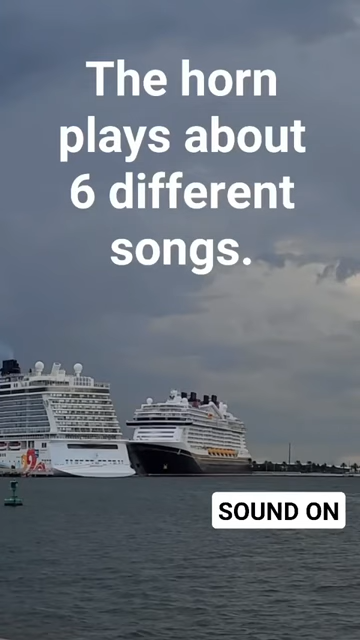 The horn
plays about
6 different
songs.
SOUND ON